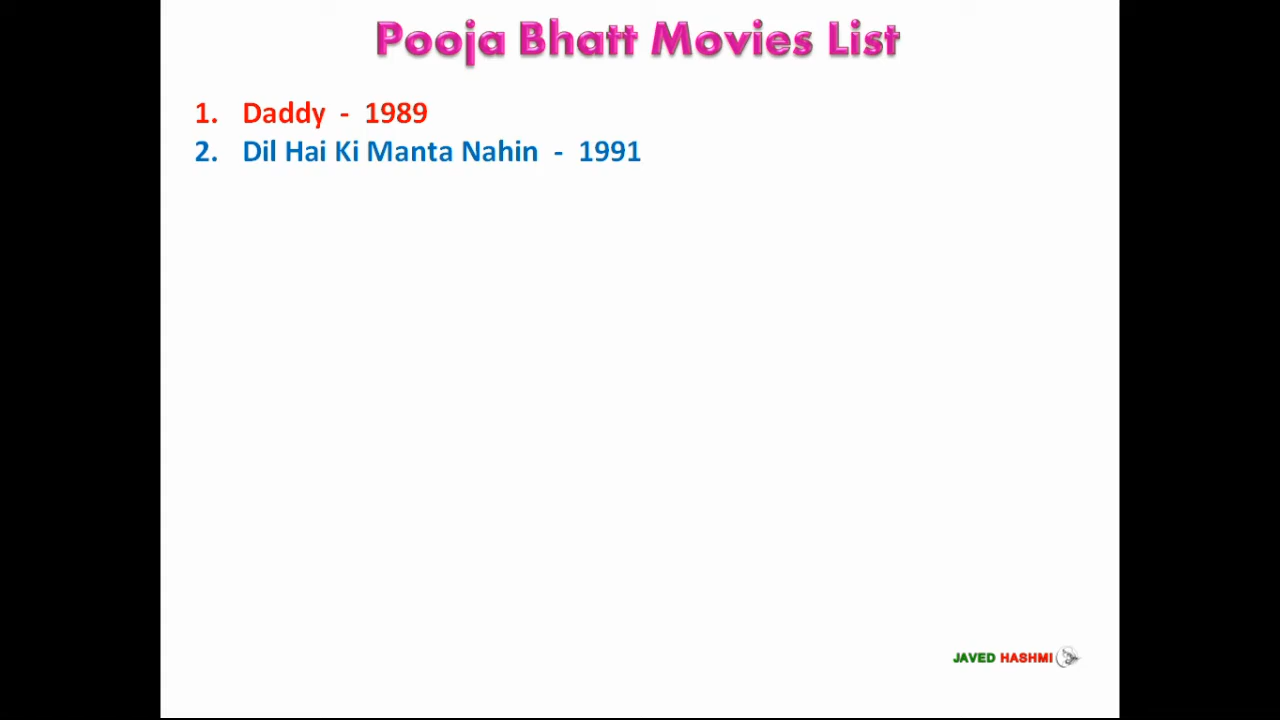 Pooja Bhatt Movies List
1. Daddy - 1989
2. Dil Hai Ki Manta Nahin - 1991
JAVED HASHMI